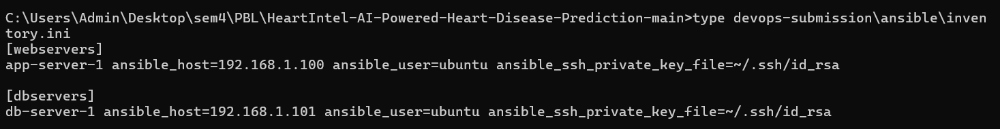 C:\Users\Admin\Desktop\sem4\PBL\HeartIntel-AI-Powered-Heart-Disease-Prediction-main>type devops-submission\ansible\inven
tory.ini
[webservers]
app-server-1 ansible_host=192.168.1.100 ansible_user=ubuntu ansible_ssh_private_key_file=~/.ssh/id_rsa
[dbservers]
db-server-1 ansible_host=192.168.1.101 ansible_user=ubuntu ansible_ssh_private_key_file=~/.ssh/id_rsa